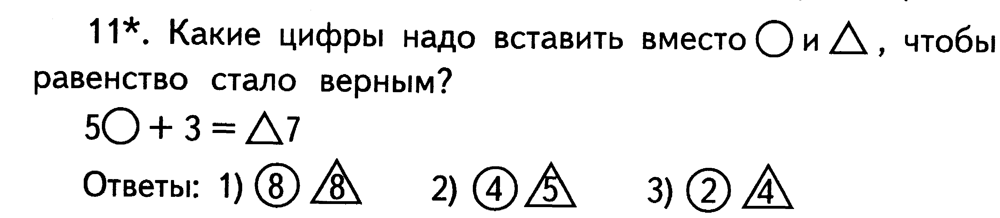 11*. Какие цифры надо вставить вместо ◯ и △, чтобы
равенство стало верным?
5◯ + 3 = △7
Ответы: 1) 8 8 2) 4 5 3) 2 4